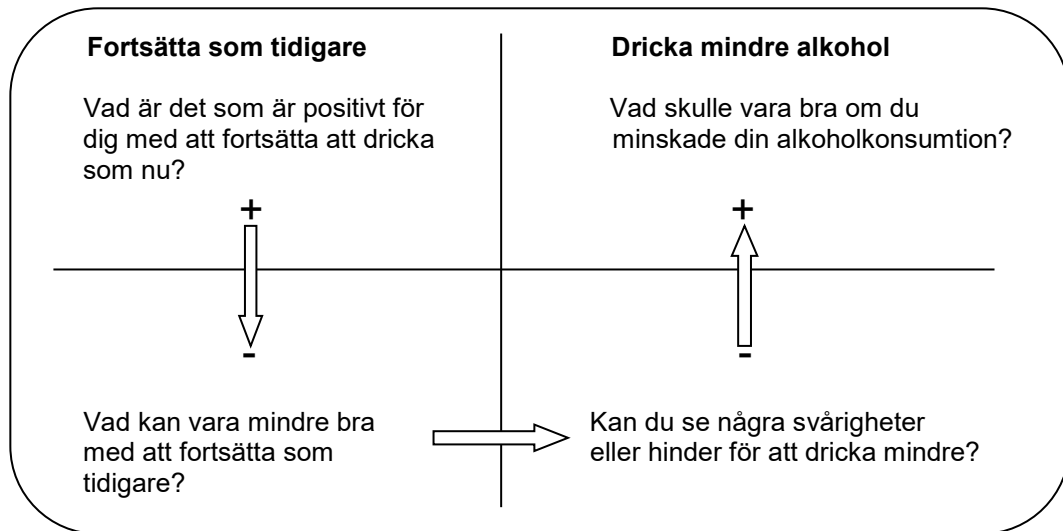 Fortsätta som tidigare
Vad är det som är positivt för
dig med att fortsätta att dricka
som nu?
+
-
Vad kan vara mindre bra
med att fortsätta som
tidigare?
Dricka mindre alkohol
Vad skulle vara bra om du
minskade din alkoholkonsumtion?
+
-
Kan du se några svårigheter
eller hinder för att dricka mindre?